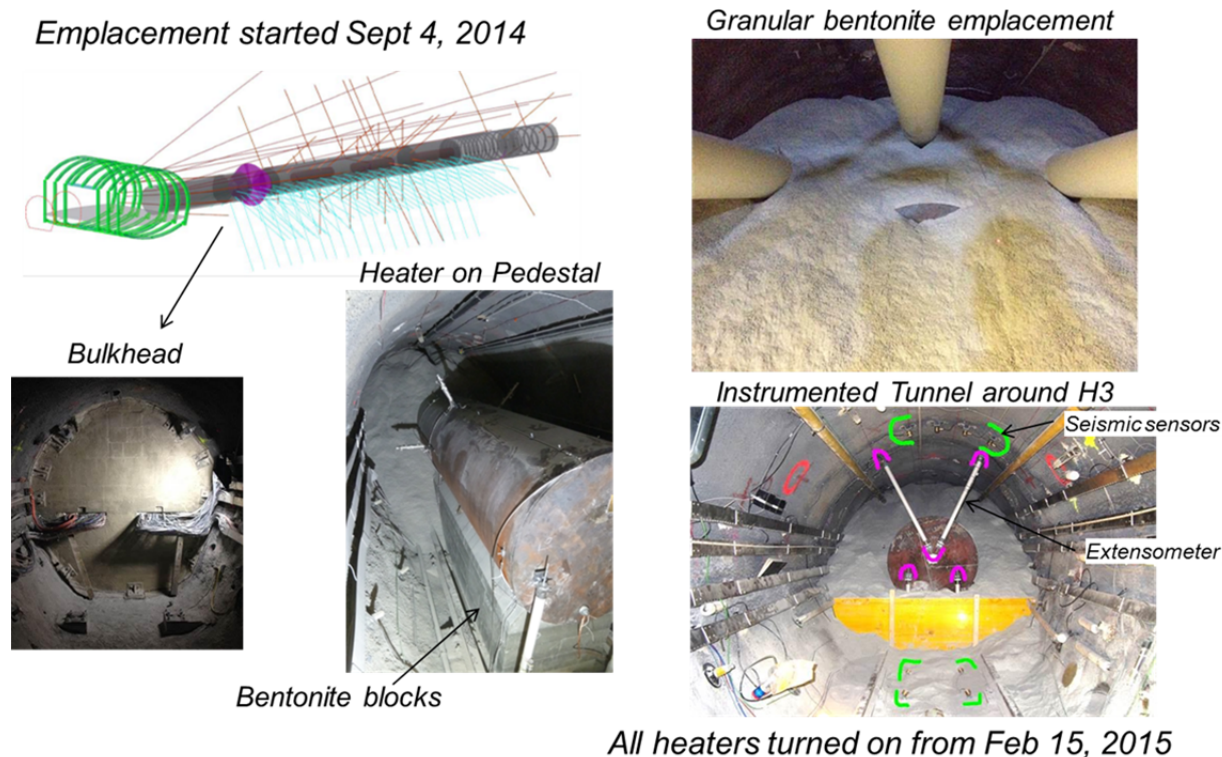 Emplacement started Sept 4, 2014
Granular bentonite emplacement
Heater on Pedestal
Bulkhead
Bentonite blocks
Instrumented Tunnel around H3
Seismic sensors
Extensometer
All heaters turned on from Feb 15, 2015